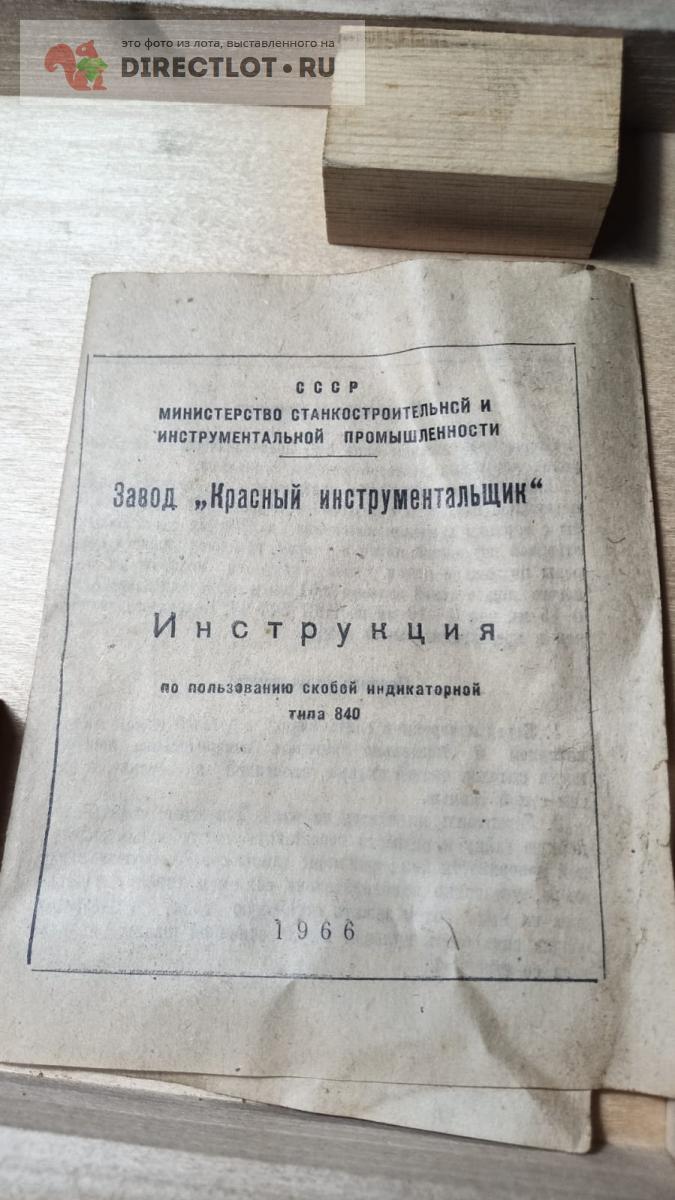 это фото из лота, выставленного на
DIRECTLOT.RU
СССР
МИНИСТЕРСТВО СТАНКОСТРОИТЕЛЬНСЙ И
ИНСТРУМЕНТАЛЬНОЙ ПРОМЫШЛЕННОСТИ
Завод „Красный инструментальщик“
Инструкция
по пользованию скобой индикаторной
типа 840
1966